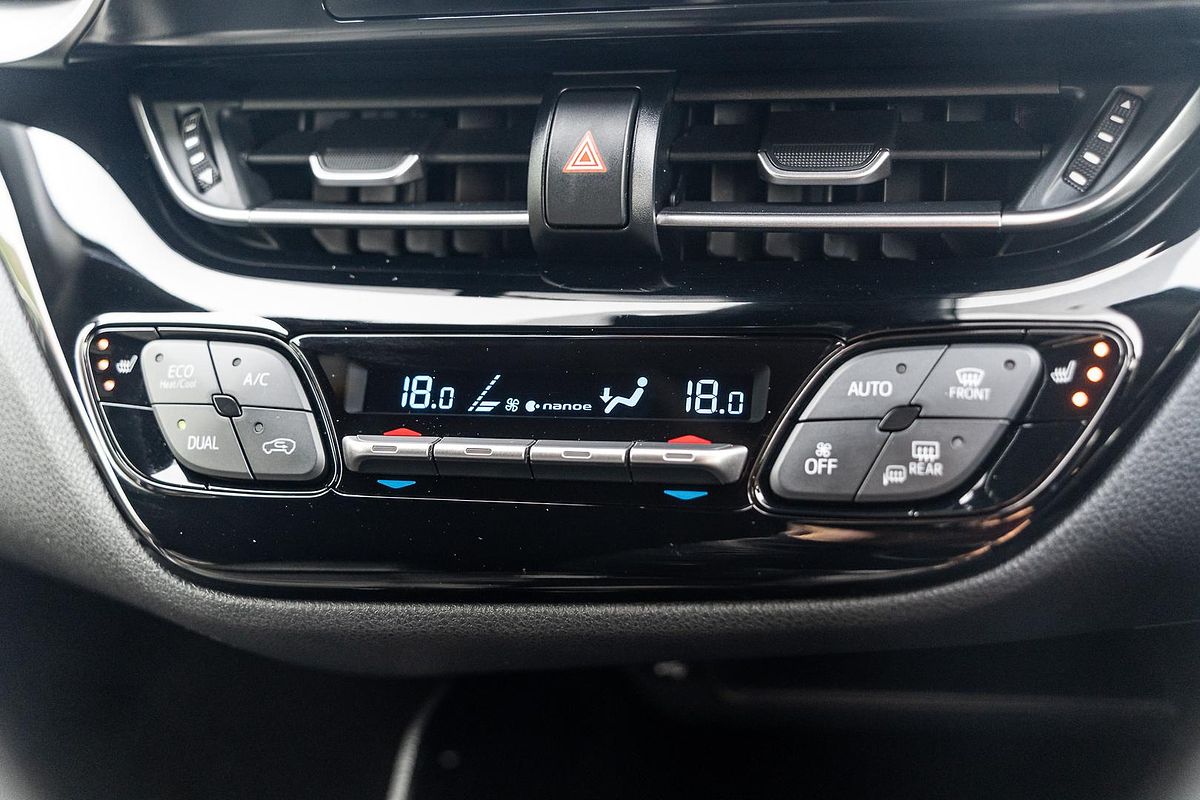 ECO
Heat/Cool
A/C
DUAL
18.0
nanoe
18.0
AUTO
FRONT
OFF
REAR